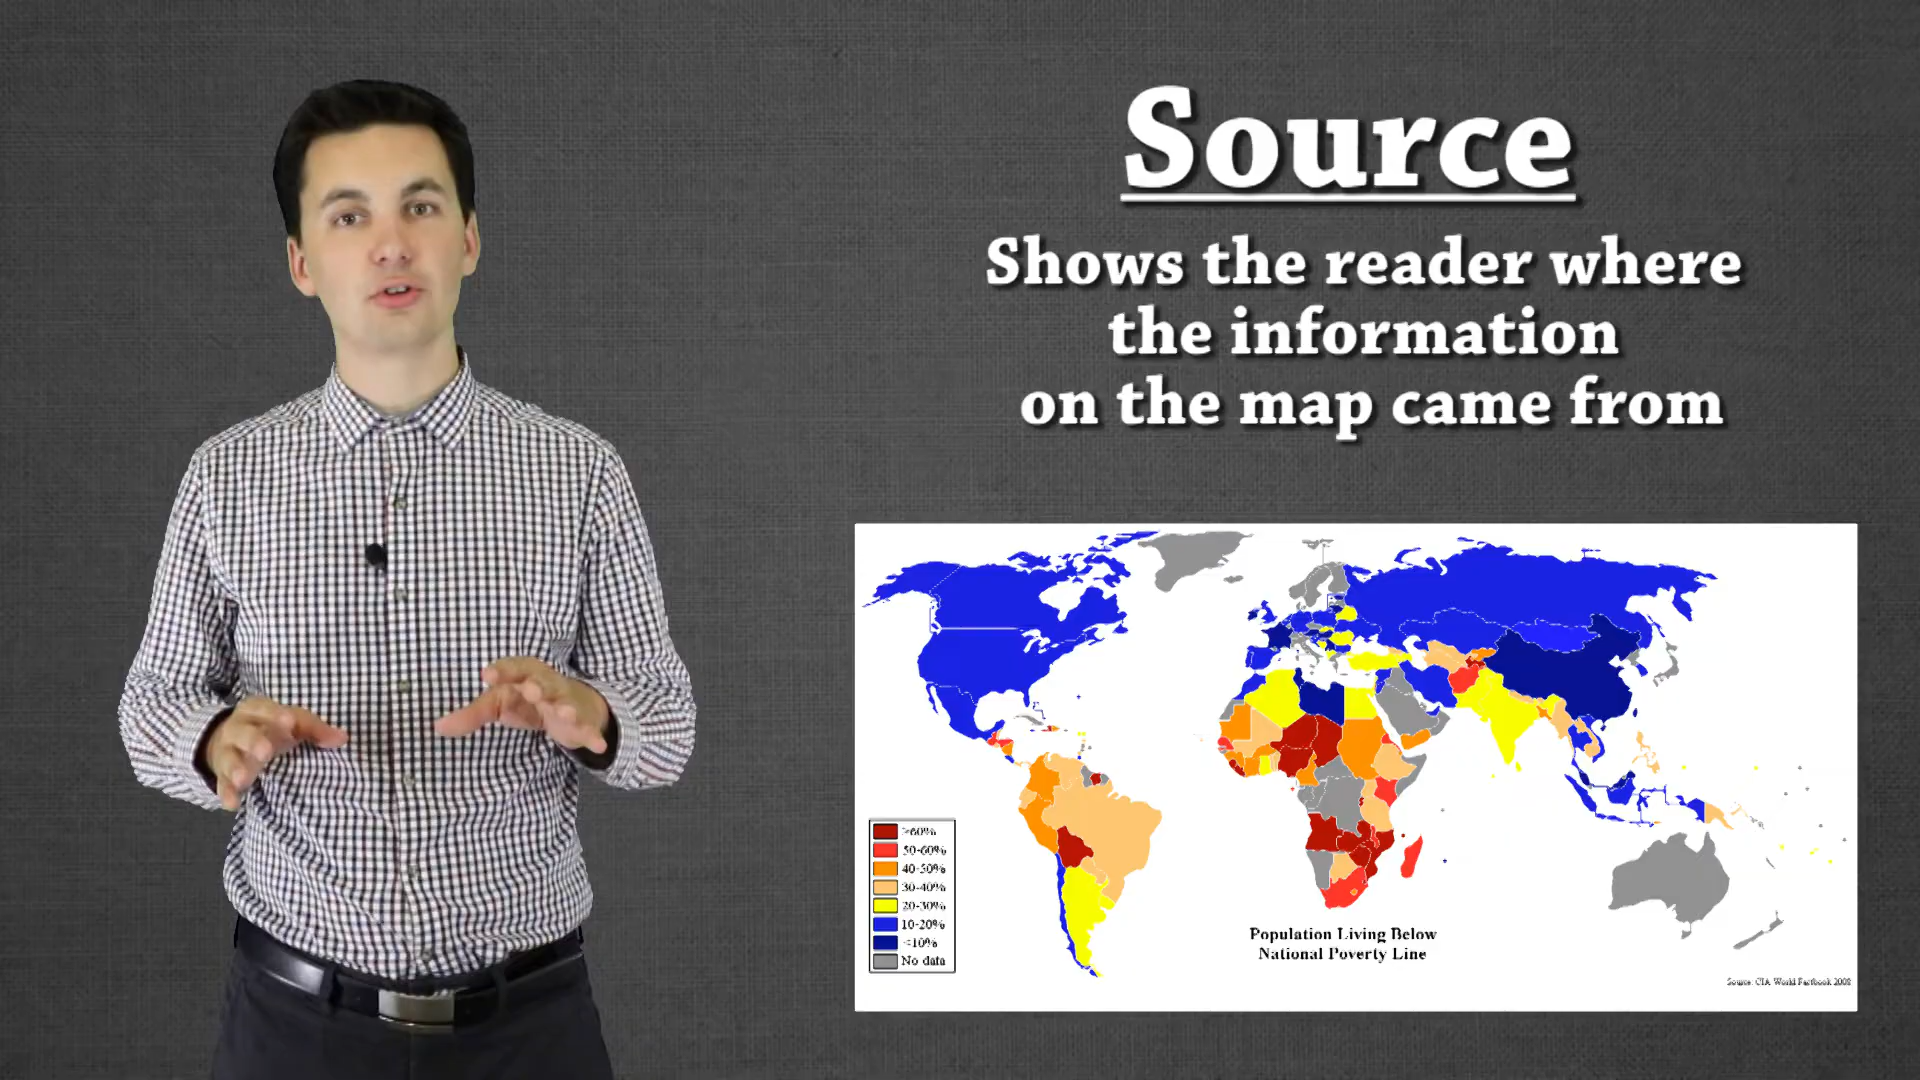 Source
Shows the reader where
the information
on the map came from
>60%
50-60%
40-50%
30-40%
20-30%
10-20%
<10%
No data
Population Living Below
National Poverty Line
Source: CIA World Factbook 2008